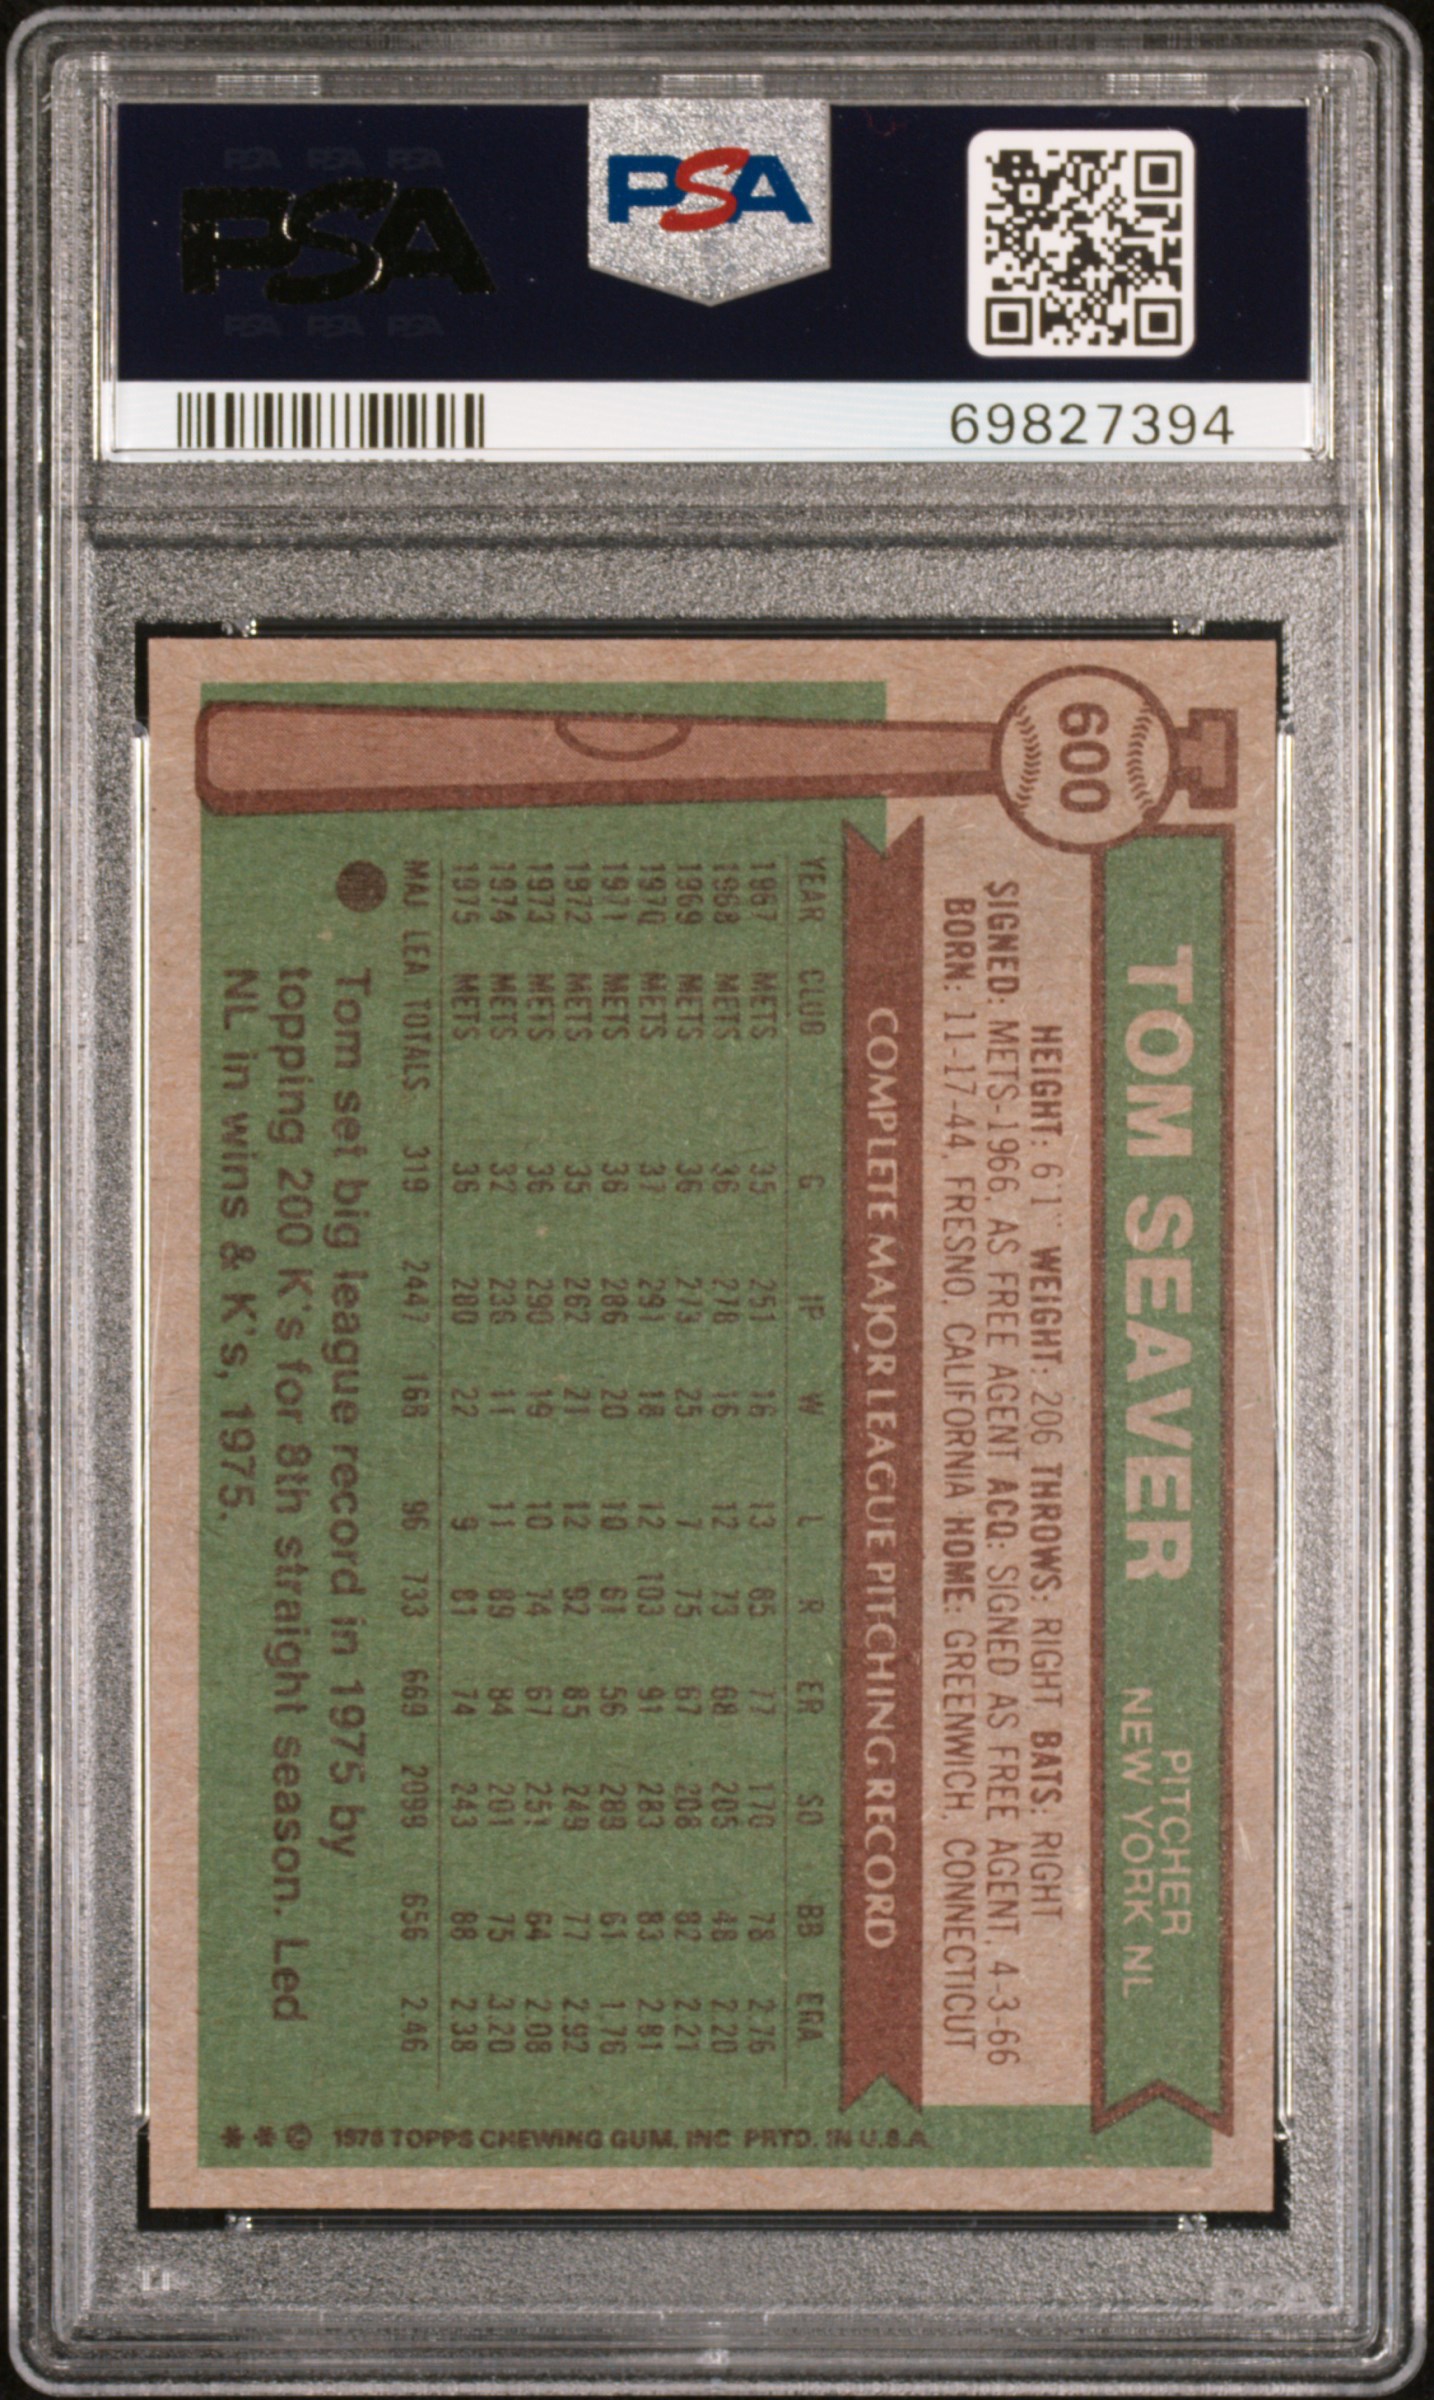 PSA PSA PSA
PSA
PSA PSA PSA
PSA
69827394
600
TOM SEAVER
PITCHER
NEW YORK NL
HEIGHT: 6'1" WEIGHT: 206 THROWS: RIGHT BATS: RIGHT
SIGNED: METS-1966, AS FREE AGENT ACQ: SIGNED AS FREE AGENT, 4-3-66
BORN: 11-17-44, FRESNO, CALIFORNIA HOME: GREENWICH, CONNECTICUT
COMPLETE MAJOR LEAGUE PITCHING RECORD
YEAR CLUB G IP W L R ER SO BB ERA
1967 METS 35 251 16 13 85 77 170 78 2.76
1968 METS 36 278 16 12 73 68 205 48 2.20
1969 METS 36 273 25 7 75 67 208 82 2.21
1970 METS 37 291 18 12 103 91 283 83 2.81
1971 METS 36 286 20 10 61 56 289 61 1.76
1972 METS 35 262 21 12 92 85 249 77 2.92
1973 METS 36 290 19 10 74 67 251 64 2.08
1974 METS 32 236 11 11 89 84 201 75 3.20
1975 METS 36 280 22 9 81 74 243 88 2.38
MAJ. LEA. TOTALS 319 2447 168 96 733 669 2099 656 2.46
Tom set big league record in 1975 by
topping 200 K's for 8th straight season. Led
NL in wins & K's, 1975.
** © 1976 TOPPS CHEWING GUM, INC. PRTD. IN U.S.A.